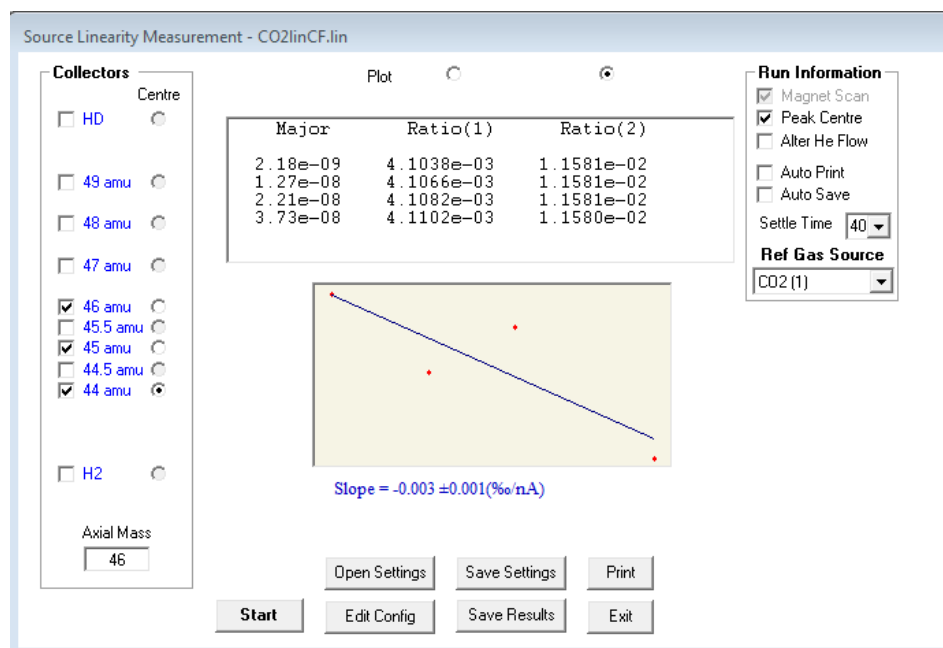 Source Linearity Measurement - CO2linCF.lin
Collectors
Centre
HD
49 amu
48 amu
47 amu
46 amu
45.5 amu
45 amu
44.5 amu
44 amu
H2
Axial Mass
46
Plot
Major Ratio(1) Ratio(2)
2.18e-09 4.1038e-03 1.1581e-02
1.27e-08 4.1066e-03 1.1581e-02
2.21e-08 4.1082e-03 1.1581e-02
3.73e-08 4.1102e-03 1.1580e-02
Slope = -0.003 ±0.001(‰/nA)
Open Settings Save Settings Print
Start Edit Config Save Results Exit
Run Information
Magnet Scan
Peak Centre
Alter He Flow
Auto Print
Auto Save
Settle Time 40
Ref Gas Source
CO2 (1)